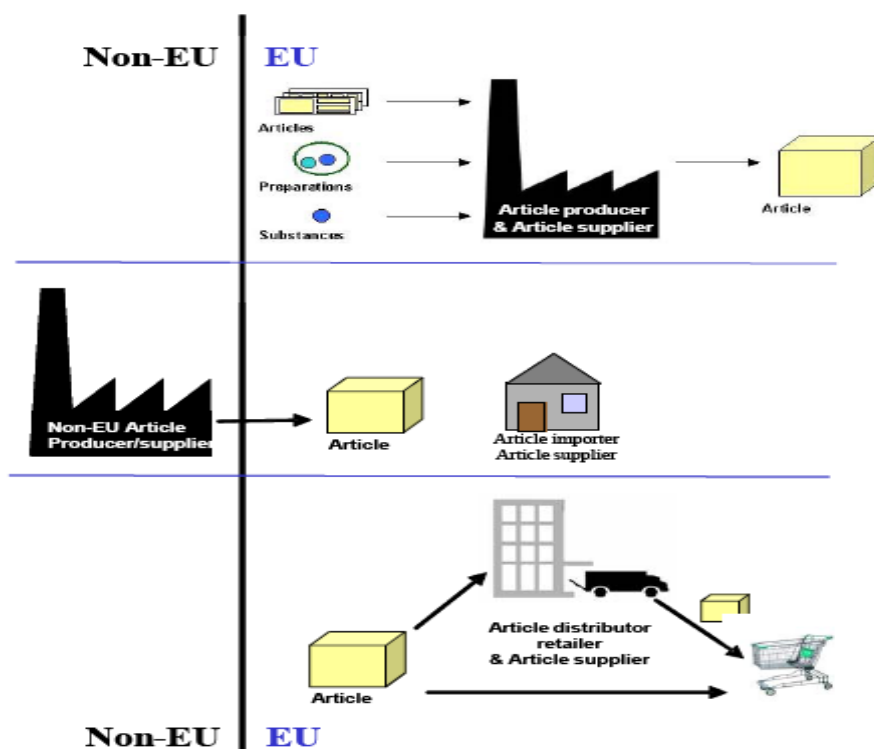 Non-EU EU
Articles
Preparations
Substances
Article producer
& Article supplier
Article
Non-EU Article
Producer/supplier
Article
Article importer
Article supplier
Article distributor
retailer
& Article supplier
Article
Non-EU EU